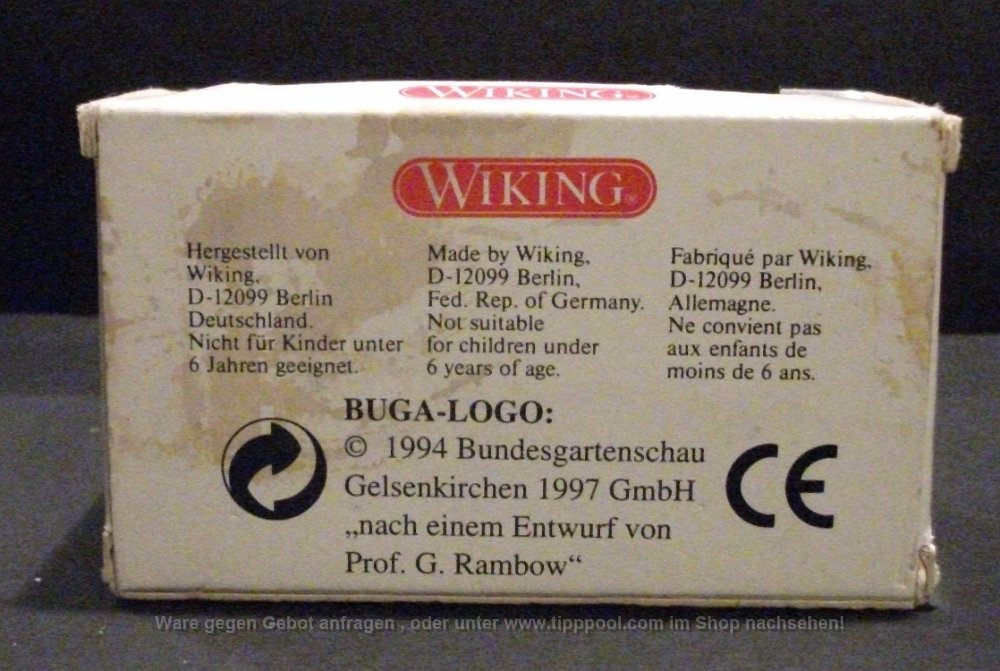 WIKING
WIKING®
Hergestellt von
Wiking,
D-12099 Berlin
Deutschland.
Nicht für Kinder unter
6 Jahren geeignet.
Made by Wiking,
D-12099 Berlin,
Fed. Rep. of Germany.
Not suitable
for children under
6 years of age.
Fabriqué par Wiking,
D-12099 Berlin,
Allemagne.
Ne convient pas
aux enfants de
moins de 6 ans.
BUGA-LOGO:
© 1994 Bundesgartenschau
Gelsenkirchen 1997 GmbH
„nach einem Entwurf von
Prof. G. Rambow“
CE
Ware gegen Gebot anfragen , oder unter www.tipppool.com im Shop nachsehen!